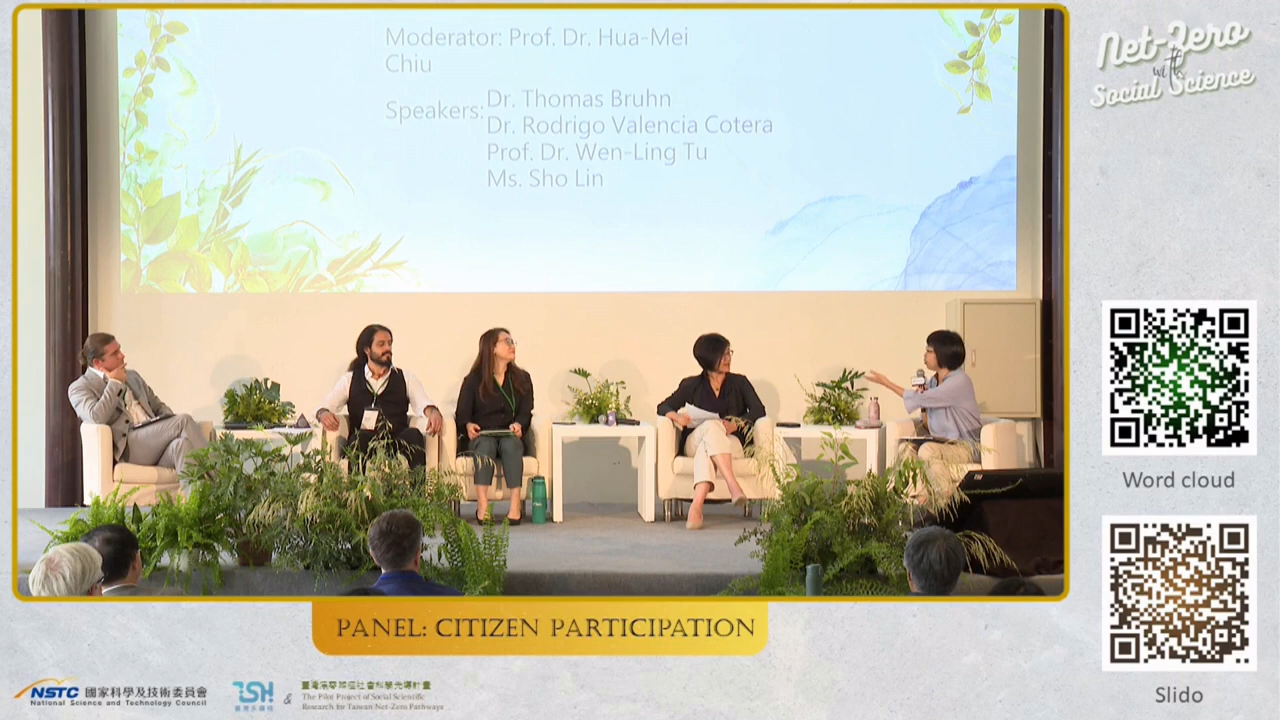 Moderator: Prof. Dr. Hua-Mei
Chiu
Speakers:
Dr. Thomas Bruhn
Dr. Rodrigo Valencia Cotera
Prof. Dr. Wen-Ling Tu
Ms. Sho Lin
Net-Zero
with
Social Science
Word cloud
Slido
PANEL: CITIZEN PARTICIPATION
NSTC 國家科學及技術委員會
National Science and Technology Council
TSH
&
臺灣淨零路徑社會科學先導計畫
The Pilot Project of Social Scientific
Research for Taiwan Net-Zero Pathways